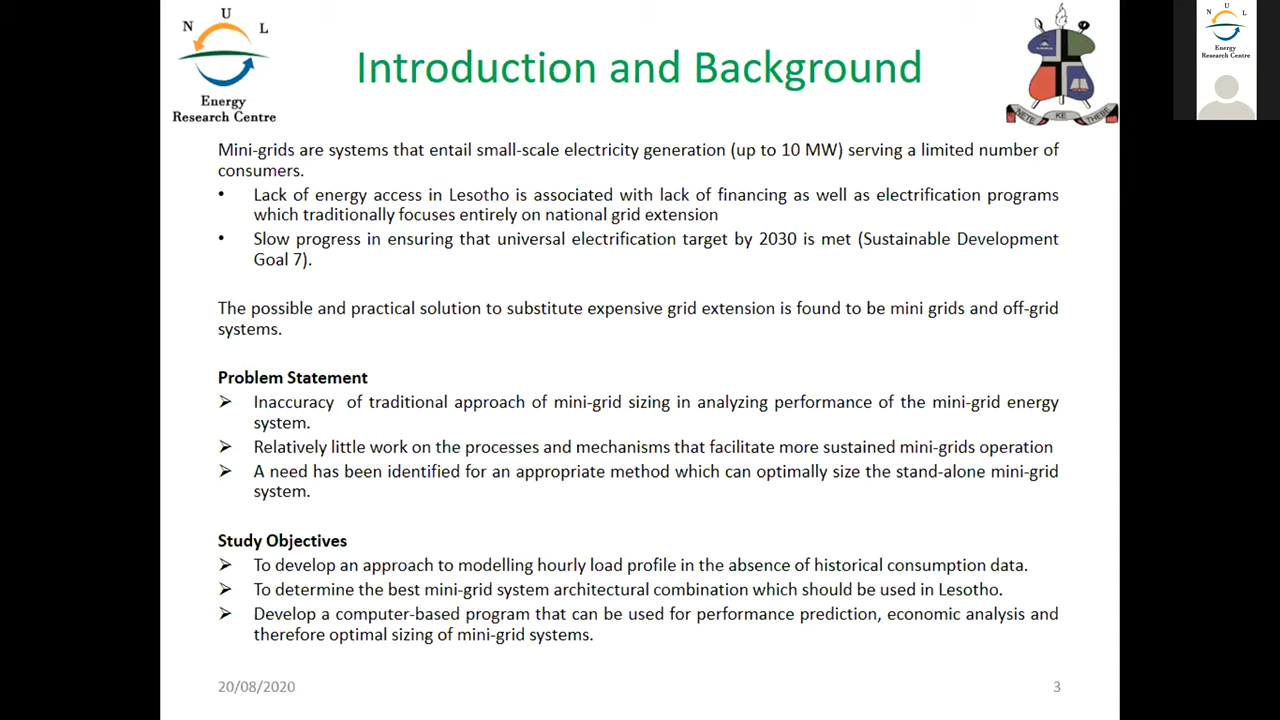 N U L
Energy
Research Centre
Introduction and Background
NETE KE THEBE
N U L
Energy
Research Centre
Mini-grids are systems that entail small-scale electricity generation (up to 10 MW) serving a limited number of
consumers.
• Lack of energy access in Lesotho is associated with lack of financing as well as electrification programs
which traditionally focuses entirely on national grid extension
• Slow progress in ensuring that universal electrification target by 2030 is met (Sustainable Development
Goal 7).
The possible and practical solution to substitute expensive grid extension is found to be mini grids and off-grid
systems.
Problem Statement
➢ Inaccuracy of traditional approach of mini-grid sizing in analyzing performance of the mini-grid energy
system.
➢ Relatively little work on the processes and mechanisms that facilitate more sustained mini-grids operation
➢ A need has been identified for an appropriate method which can optimally size the stand-alone mini-grid
system.
Study Objectives
➢ To develop an approach to modelling hourly load profile in the absence of historical consumption data.
➢ To determine the best mini-grid system architectural combination which should be used in Lesotho.
➢ Develop a computer-based program that can be used for performance prediction, economic analysis and
therefore optimal sizing of mini-grid systems.
20/08/2020
3